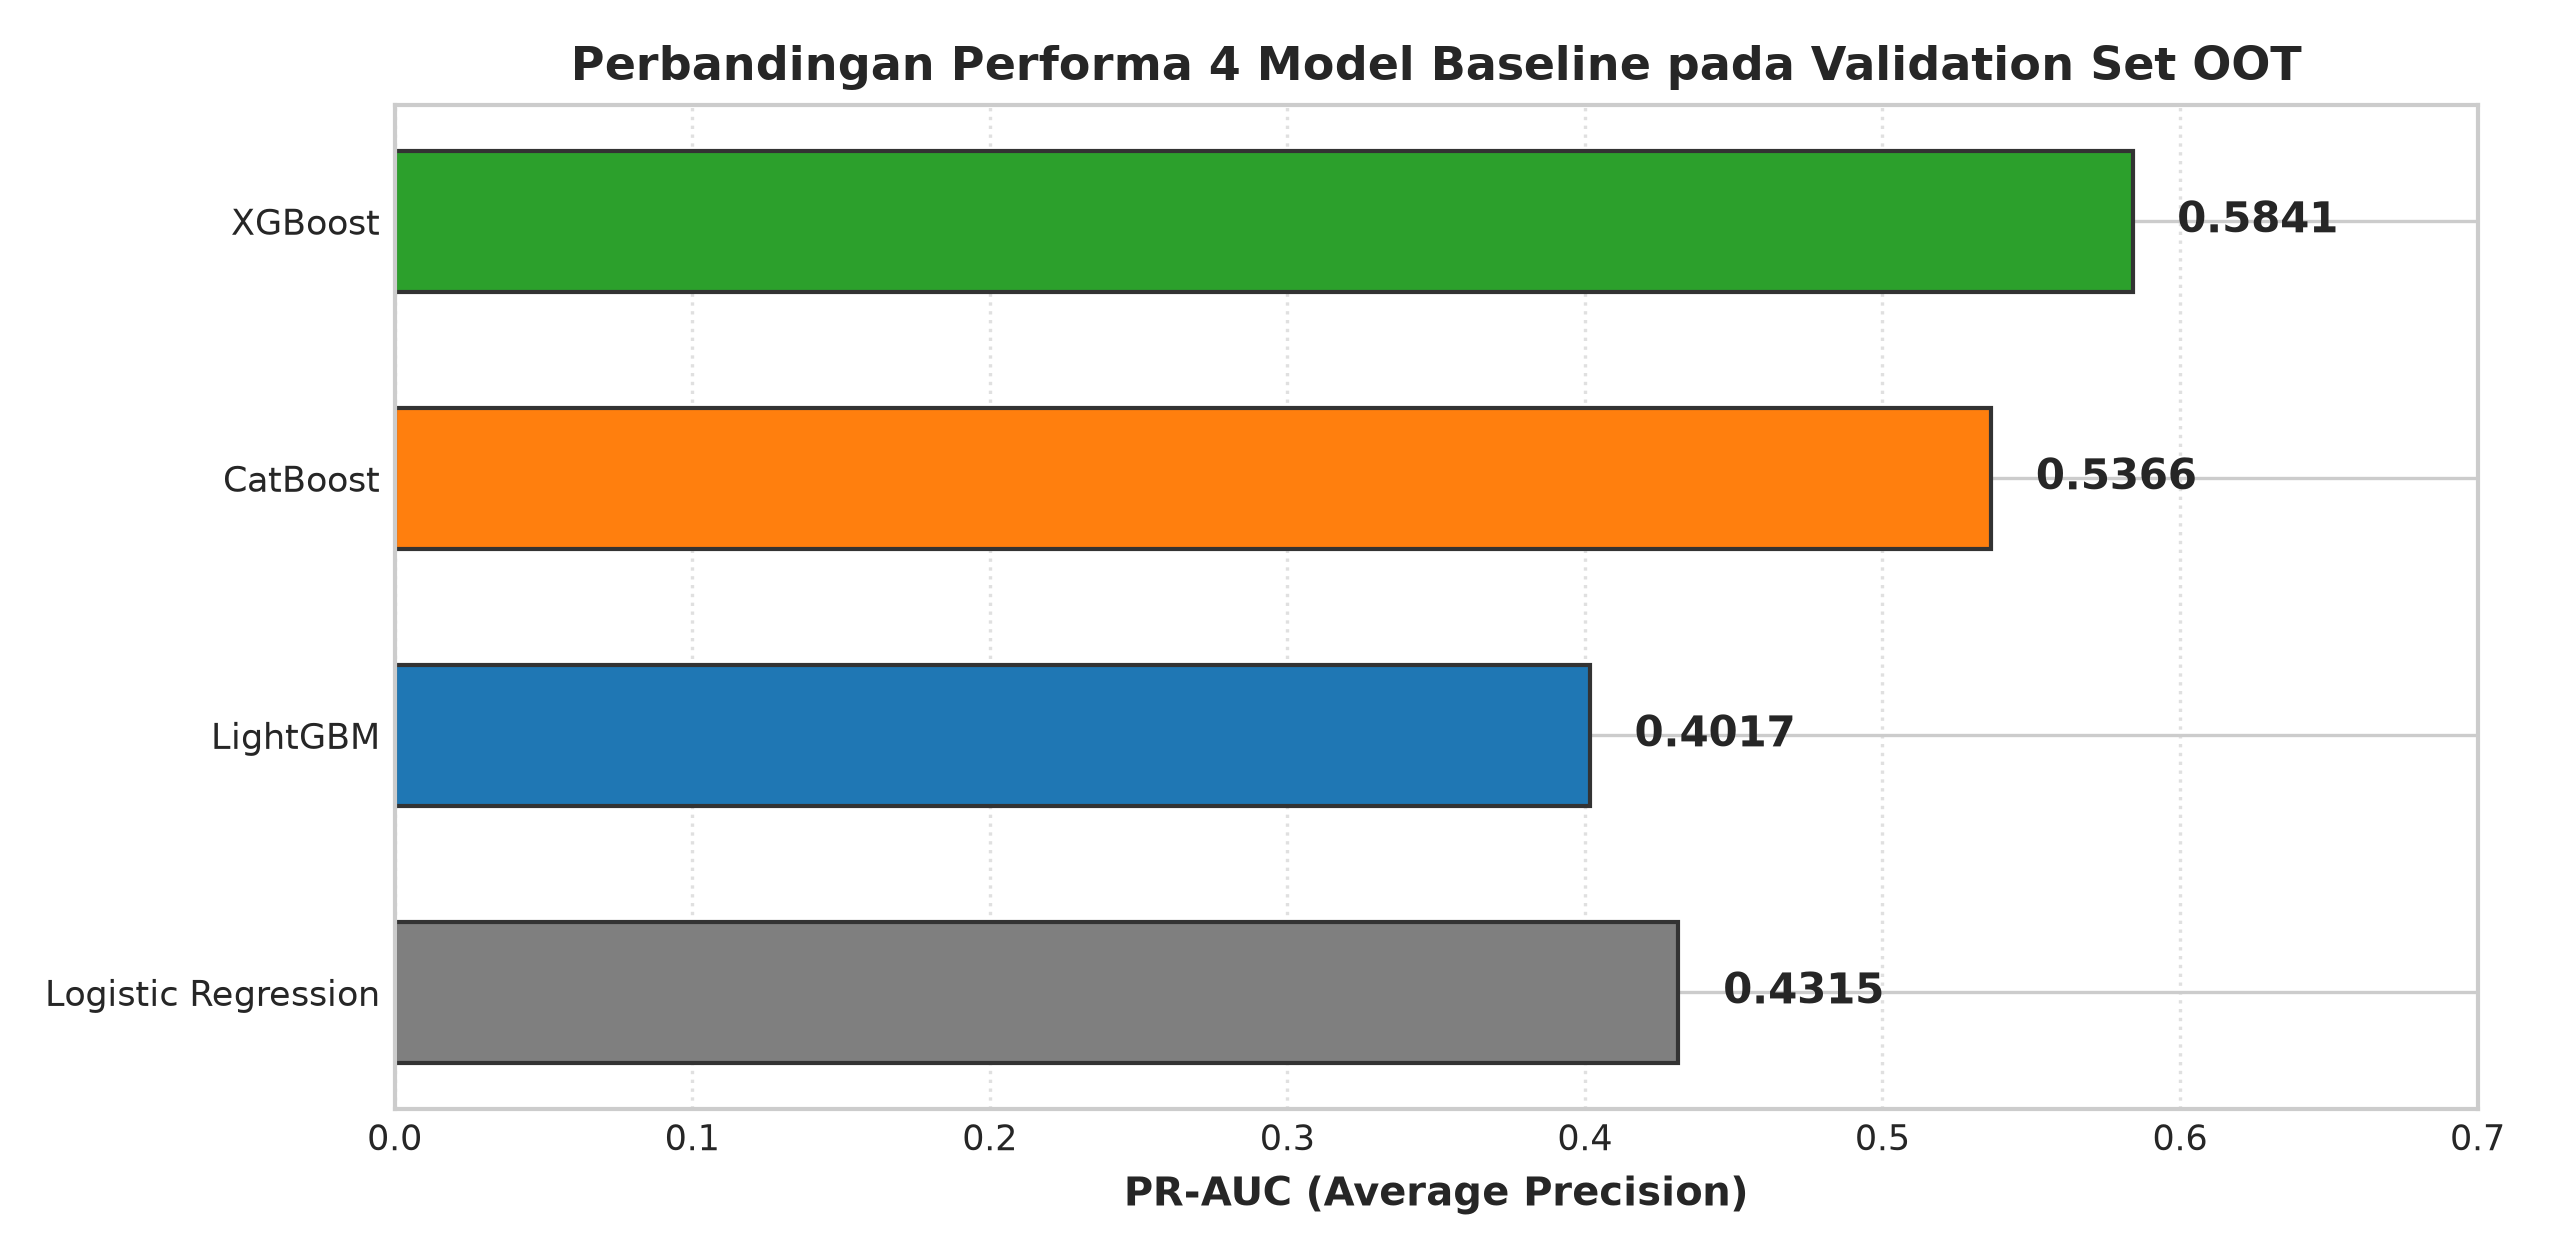 Perbandingan Performa 4 Model Baseline pada Validation Set OOT
XGBoost
0.5841
CatBoost
0.5366
LightGBM
0.4017
Logistic Regression
0.4315
0.0 0.1 0.2 0.3 0.4 0.5 0.6 0.7
PR-AUC (Average Precision)